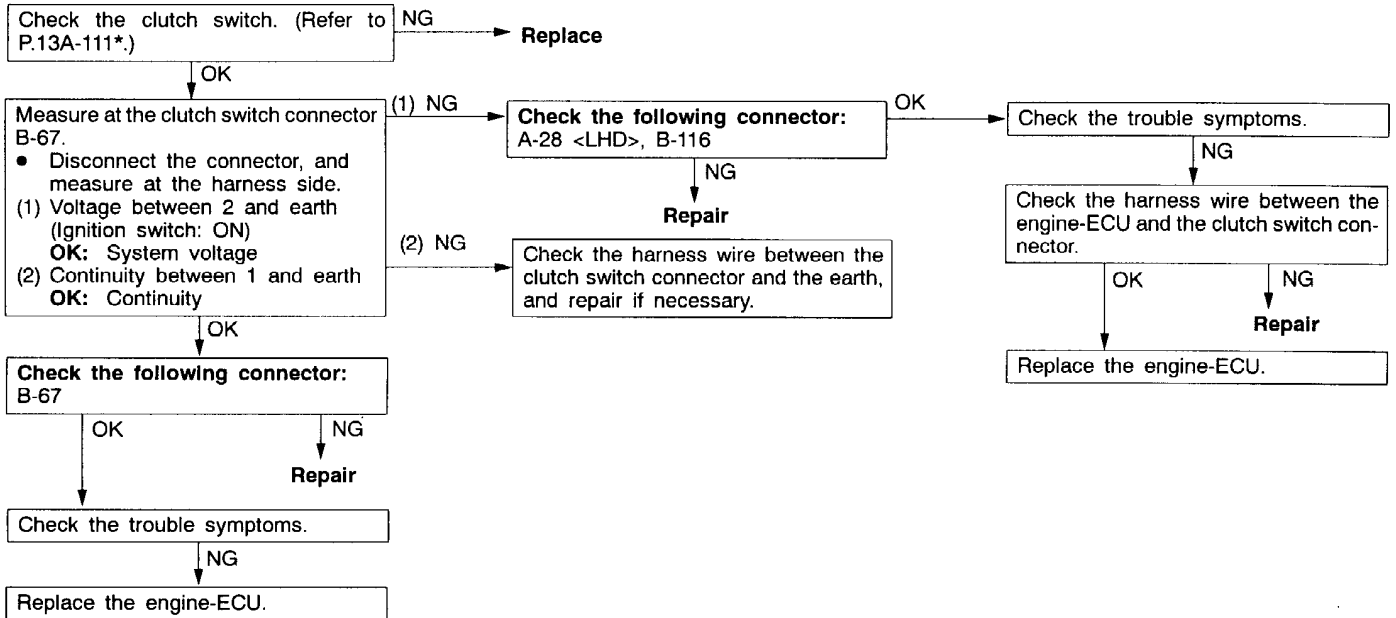 Check the clutch switch. (Refer to
P.13A-111*.)
NG
Replace
OK
Measure at the clutch switch connector
B-67.
● Disconnect the connector, and
measure at the harness side.
(1) Voltage between 2 and earth
(Ignition switch: ON)
OK: System voltage
(2) Continuity between 1 and earth
OK: Continuity
(1) NG
Check the following connector:
A-28 <LHD>, B-116
OK
Check the trouble symptoms.
NG
Repair
NG
Check the harness wire between the
engine-ECU and the clutch switch con-
nector.
(2) NG
Check the harness wire between the
clutch switch connector and the earth,
and repair if necessary.
OK
NG
Repair
Replace the engine-ECU.
OK
Check the following connector:
B-67
OK
NG
Repair
Check the trouble symptoms.
NG
Replace the engine-ECU.